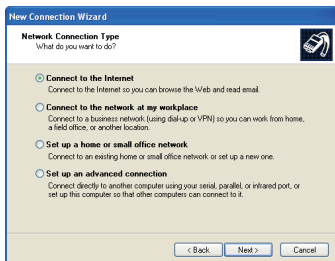 New Connection Wizard
Network Connection Type
What do you want to do?
Connect to the Internet
Connect to the Internet so you can browse the Web and read email.
Connect to the network at my workplace
Connect to a business network (using dial-up or VPN) so you can work from home,
a field office, or another location.
Set up a home or small office network
Connect to an existing home or small office network or set up a new one.
Set up an advanced connection
Connect directly to another computer using your serial, parallel, or infrared port, or
set up this computer so that other computers can connect to it.
< Back
Next >
Cancel